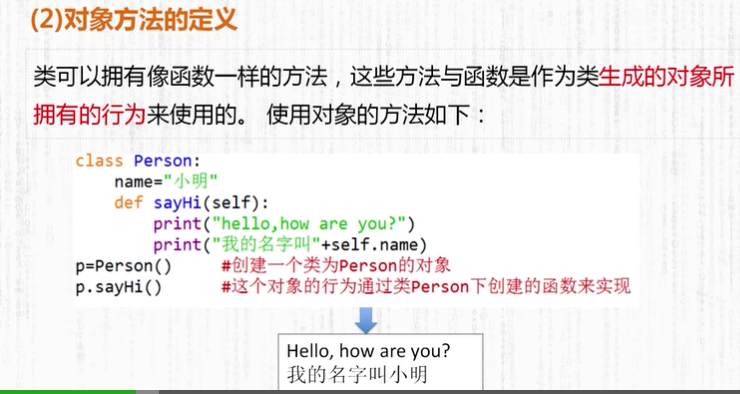 (2)对象方法的定义
类可以拥有像函数一样的方法，这些方法与函数是作为类生成的对象所
拥有的行为来使用的。 使用对象的方法如下：
class Person:
    name="小明"
    def sayHi(self):
        print("hello,how are you?")
        print("我的名字叫"+self.name)
p=Person()     #创建一个类为Person的对象
p.sayHi()      #这个对象的行为通过类Person下创建的函数来实现
Hello, how are you?
我的名字叫小明